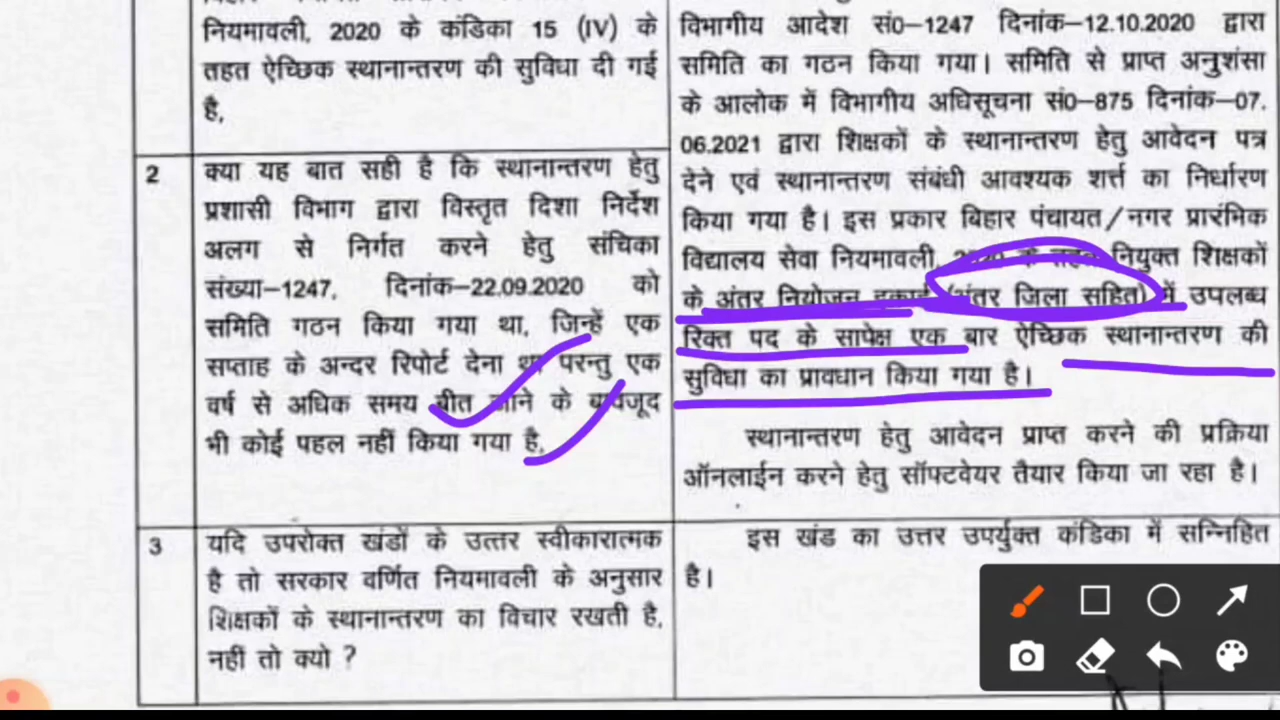 नियमावली, 2020 के कंडिका 15 (IV) के
तहत ऐच्छिक स्थानान्तरण की सुविधा दी गई
है,
2
क्या यह बात सही है कि स्थानान्तरण हेतु
प्रशासी विभाग द्वारा विस्तृत दिशा निर्देश
अलग से निर्गत करने हेतु संचिका
संख्या–1247, दिनांक–22.09.2020 को
समिति गठन किया गया था, जिन्हें एक
सप्ताह के अन्दर रिपोर्ट देना था परन्तु एक
वर्ष से अधिक समय बीत जाने के बावजूद
भी कोई पहल नहीं किया गया है,
3
यदि उपरोक्त खंडों के उत्तर स्वीकारात्मक
है तो सरकार वर्णित नियमावली के अनुसार
शिक्षकों के स्थानान्तरण का विचार रखती है,
नहीं तो क्यो ?
विभागीय आदेश सं0–1247 दिनांक–12.10.2020 द्वारा
समिति का गठन किया गया। समिति से प्राप्त अनुशंसा
के आलोक में विभागीय अधिसूचना सं0–875 दिनांक–07.
06.2021 द्वारा शिक्षकों के स्थानान्तरण हेतु आवेदन पत्र
देने एवं स्थानान्तरण संबंधी आवश्यक शर्त्त का निर्धारण
किया गया है। इस प्रकार बिहार पंचायत/नगर प्रारंभिक
विद्यालय सेवा नियमावली, 2020 के तहत नियुक्त शिक्षकों
के अंतर नियोजन इकाई (अंतर जिला सहित) में उपलब्ध
रिक्त पद के सापेक्ष एक बार ऐच्छिक स्थानान्तरण की
सुविधा का प्रावधान किया गया है।
स्थानान्तरण हेतु आवेदन प्राप्त करने की प्रक्रिया
ऑनलाईन करने हेतु सॉफ्टवेयर तैयार किया जा रहा है।
इस खंड का उत्तर उपर्युक्त कंडिका में सन्निहित
है।